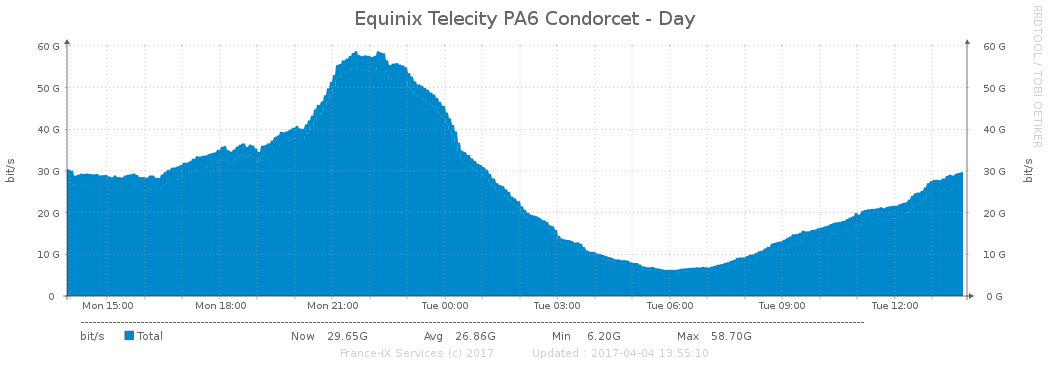 Equinix Telecity PA6 Condorcet - Day
RRDTOOL / TOBI OETIKER
60 G 60 G
50 G 50 G
40 G 40 G
30 G 30 G
20 G 20 G
10 G 10 G
0 0 G
bit/s bit/s
Mon 15:00 Mon 18:00 Mon 21:00 Tue 00:00 Tue 03:00 Tue 06:00 Tue 09:00 Tue 12:00
bit/s Total Now 29.65G Avg 26.86G Min 6.20G Max 58.70G
France-IX Services (c) 2017 Updated : 2017-04-04 13:55:10